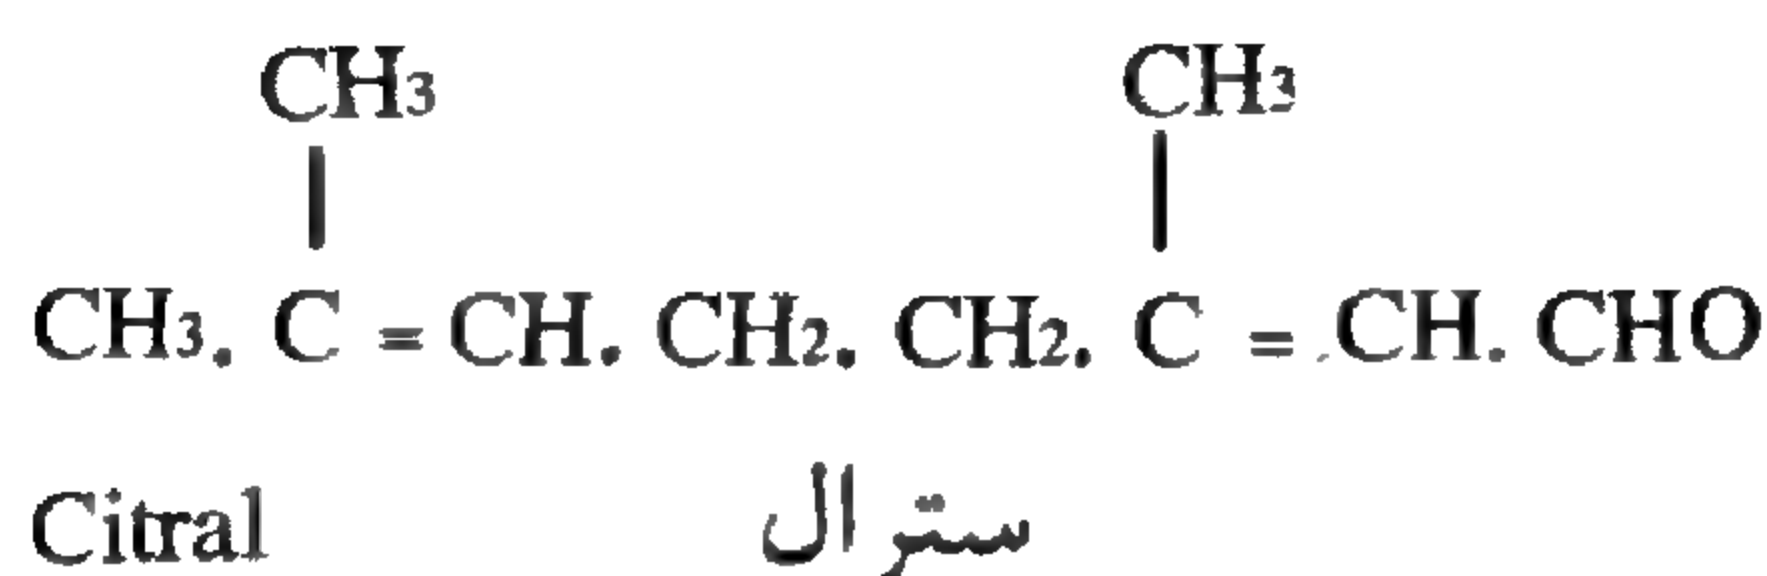 CH3 CH3
CH3. C = CH. CH2. CH2. C = CH. CHO
Citral سترال